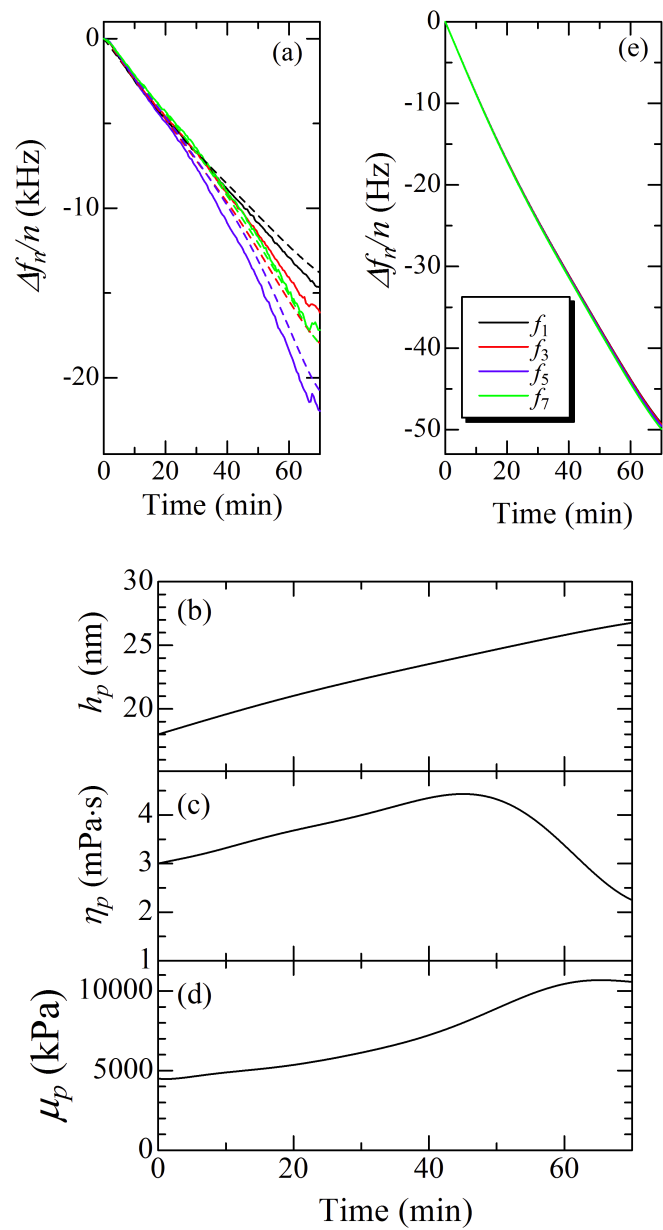 (a)
0
-10
-20
Δfₙ/n (kHz)
0 20 40 60
Time (min)
(e)
0
-10
-20
-30
-40
-50
Δfₙ/n (Hz)
f₁
f₃
f₅
f₇
0 20 40 60
Time (min)
(b)
30
25
20
hₚ (nm)
(c)
4
3
2
1
ηₚ (mPa·s)
(d)
10000
5000
0
μₚ (kPa)
0 20 40 60
Time (min)